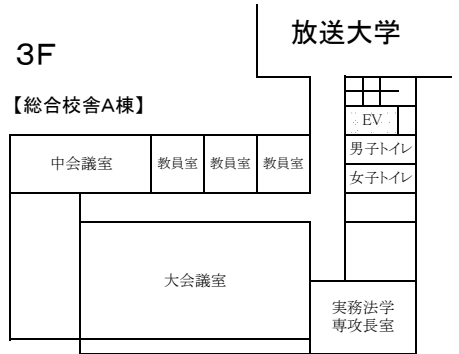 放送大学
3F
【総合校舎A棟】
EV
中会議室
教員室
教員室
教員室
男子トイレ
女子トイレ
大会議室
実務法学
専攻長室